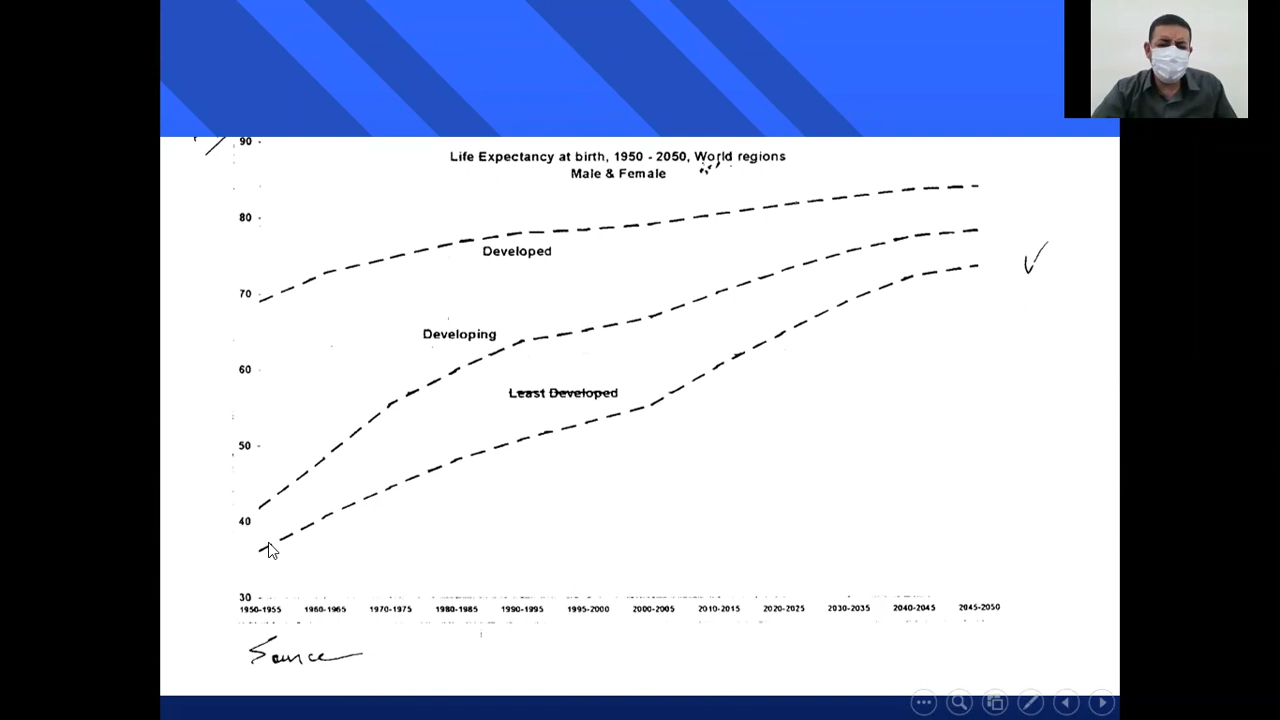 90
Life Expectancy at birth, 1950 - 2050, World regions
Male & Female
80
Developed
70
Developing
60
Least Developed
50
40
30
1950-1955 1960-1965 1970-1975 1980-1985 1990-1995 1995-2000 2000-2005 2010-2015 2020-2025 2030-2035 2040-2045 2045-2050
Source